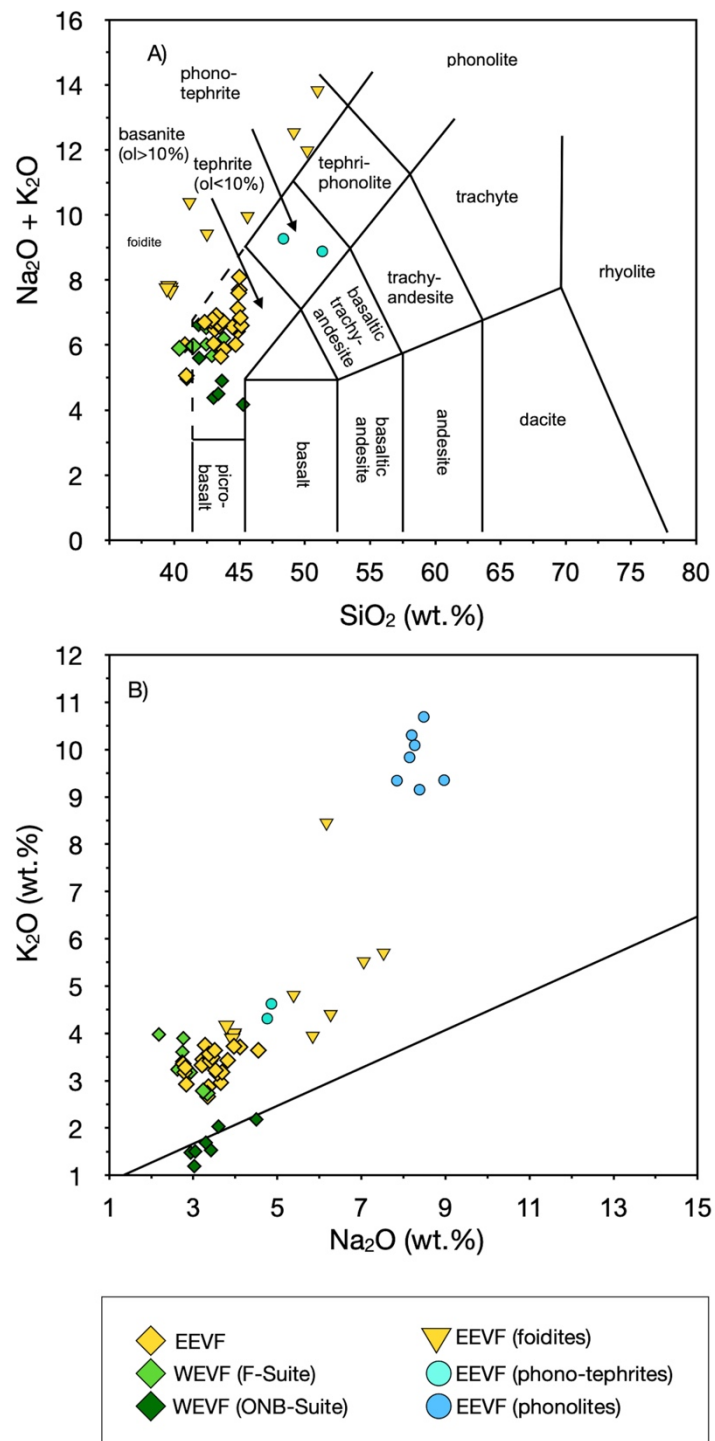 16
14
12
10
8
6
4
2
0
Na₂O + K₂O
A)
phono-
tephrite
phonolite
basanite
(ol>10%)
tephrite
(ol<10%)
tephri-
phonolite
trachyte
foidite
trachy-
andesite
rhyolite
basaltic
trachy-
andesite
picro-
basalt
basalt
basaltic
andesite
andesite
dacite
40 45 50 55 60 65 70 75 80
SiO₂ (wt.%)
12
11
10
9
8
7
6
5
4
3
2
1
K₂O (wt.%)
B)
1 3 5 7 9 11 13 15
Na₂O (wt.%)
EEVF
WEVF (F-Suite)
WEVF (ONB-Suite)
EEVF (foidites)
EEVF (phono-tephrites)
EEVF (phonolites)